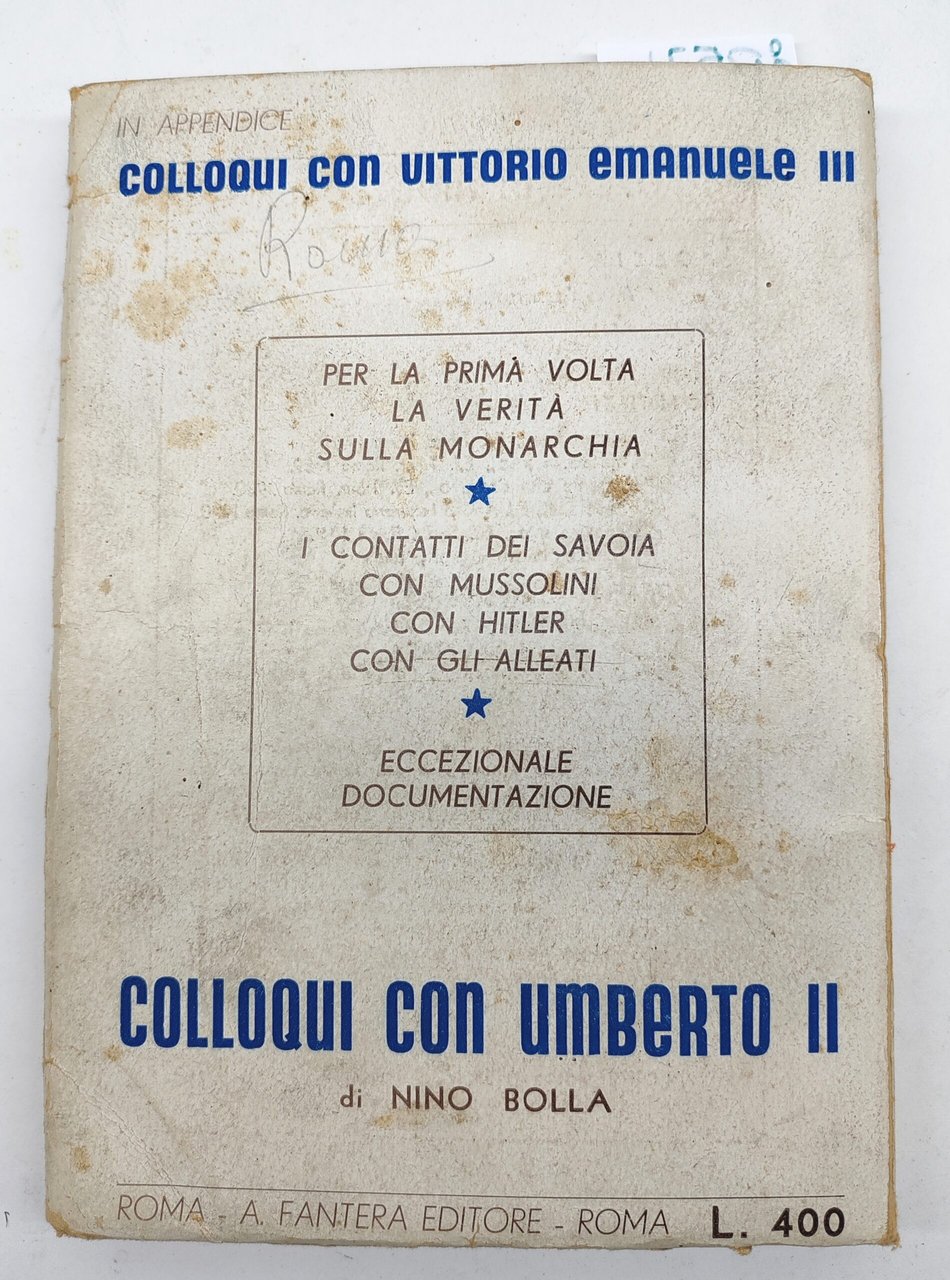 IN APPENDICE
COLLOQUI CON VITTORIO EMANUELE III
Roma
PER LA PRIMA VOLTA
LA VERITÀ
SULLA MONARCHIA
I CONTATTI DEI SAVOIA
CON MUSSOLINI
CON HITLER
CON GLI ALLEATI
ECCEZIONALE
DOCUMENTAZIONE
COLLOQUI CON UMBERTO II
di NINO BOLLA
ROMA - A. FANTERA EDITORE - ROMA L. 400